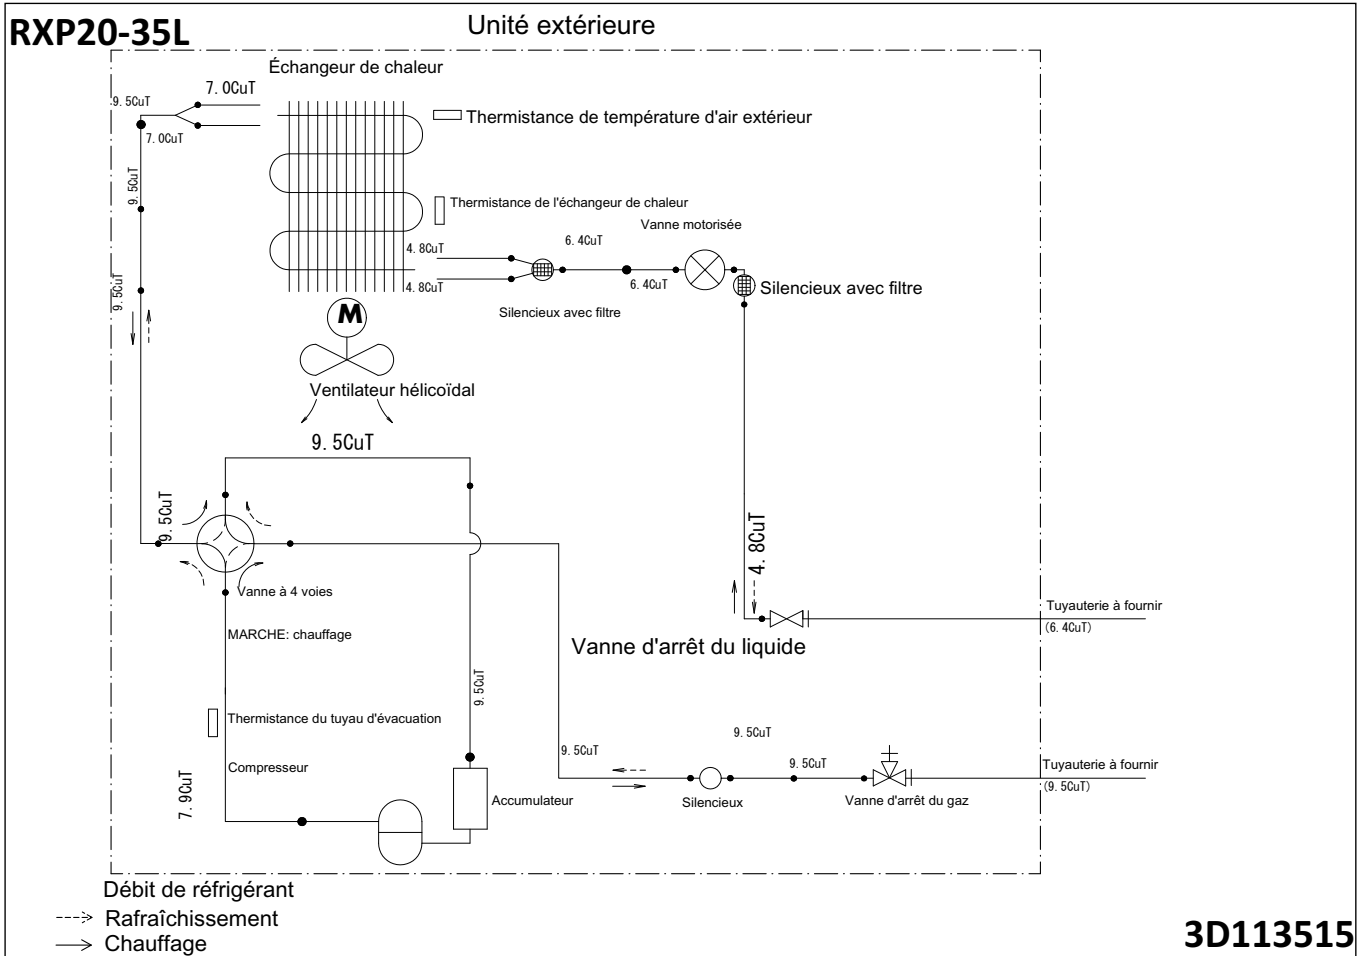 RXP20-35L
Unité extérieure
Échangeur de chaleur
9.5CuT
7.0CuT
7.0CuT
Thermistance de température d'air extérieur
9.5CuT
Thermistance de l'échangeur de chaleur
Vanne motorisée
4.8CuT
6.4CuT
9.5CuT
4.8CuT
6.4CuT
Silencieux avec filtre
Silencieux avec filtre
M
Ventilateur hélicoïdal
9.5CuT
9.5CuT
4.8CuT
Vanne à 4 voies
Tuyauterie à fournir
(6.4CuT)
MARCHE: chauffage
Vanne d'arrêt du liquide
9.5CuT
Thermistance du tuyau d'évacuation
9.5CuT
9.5CuT
9.5CuT
Compresseur
Tuyauterie à fournir
(9.5CuT)
7.9CuT
Accumulateur
Silencieux
Vanne d'arrêt du gaz
Débit de réfrigérant
Rafraîchissement
Chauffage
3D113515